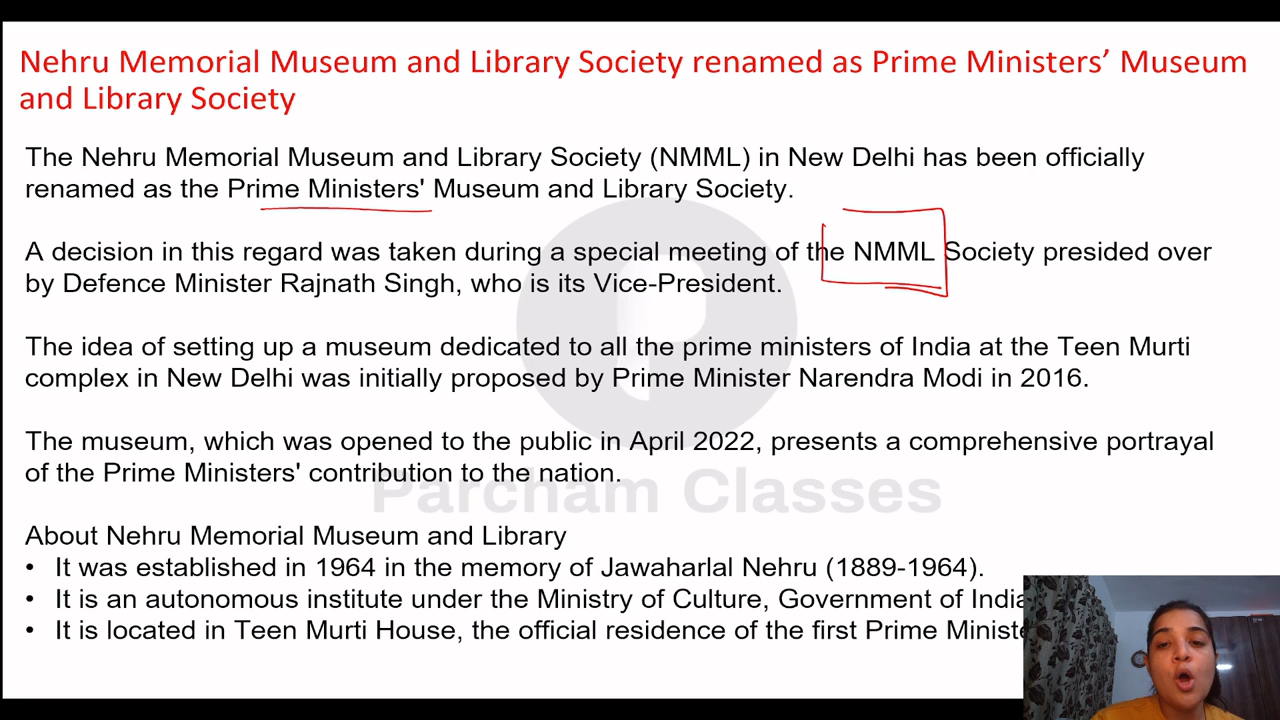 Nehru Memorial Museum and Library Society renamed as Prime Ministers’ Museum
and Library Society
The Nehru Memorial Museum and Library Society (NMML) in New Delhi has been officially
renamed as the Prime Ministers' Museum and Library Society.
A decision in this regard was taken during a special meeting of the NMML Society presided over
by Defence Minister Rajnath Singh, who is its Vice-President.
The idea of setting up a museum dedicated to all the prime ministers of India at the Teen Murti
complex in New Delhi was initially proposed by Prime Minister Narendra Modi in 2016.
The museum, which was opened to the public in April 2022, presents a comprehensive portrayal
of the Prime Ministers' contribution to the nation.
Parcham Classes
About Nehru Memorial Museum and Library
• It was established in 1964 in the memory of Jawaharlal Nehru (1889-1964).
• It is an autonomous institute under the Ministry of Culture, Government of India
• It is located in Teen Murti House, the official residence of the first Prime